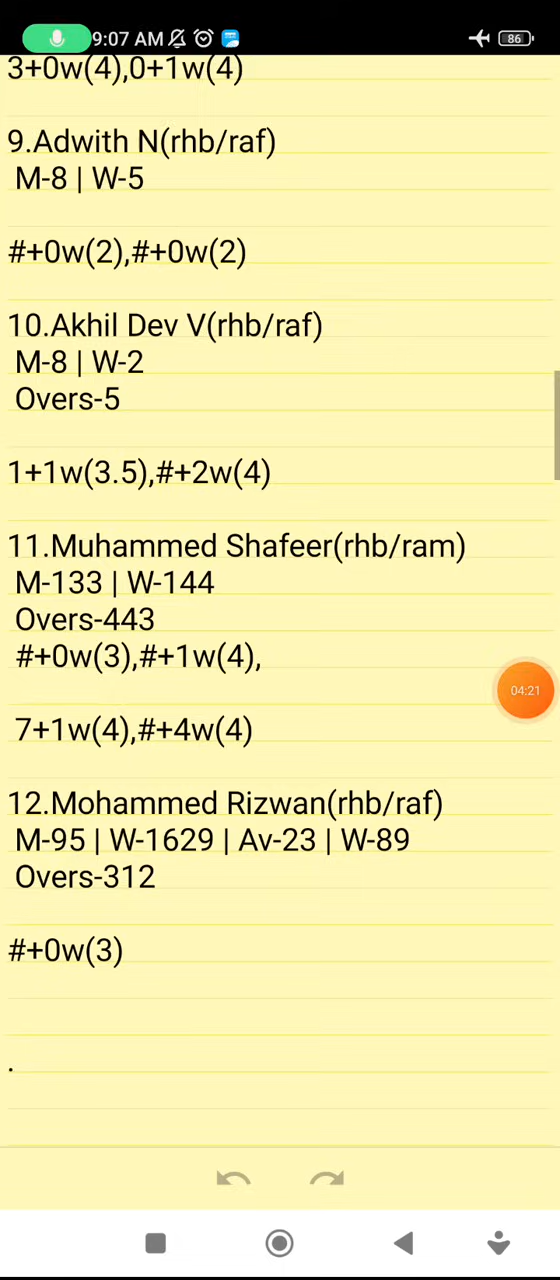 9:07 AM
86
3+0w(4),0+1w(4)
9.Adwith N(rhb/raf)
M-8 | W-5
#+0w(2),#+0w(2)
10.Akhil Dev V(rhb/raf)
M-8 | W-2
Overs-5
1+1w(3.5),#+2w(4)
11.Muhammed Shafeer(rhb/ram)
M-133 | W-144
Overs-443
#+0w(3),#+1w(4),
04:21
7+1w(4),#+4w(4)
12.Mohammed Rizwan(rhb/raf)
M-95 | W-1629 | Av-23 | W-89
Overs-312
#+0w(3)
.